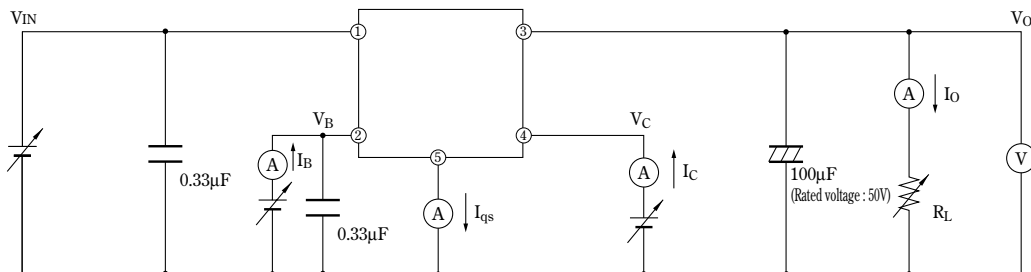 VIN
1
3
VO
A
IO
2
VB
4
VC
5
0.33µF
A
IB
A
IC
100µF
(Rated voltage : 50V)
V
0.33µF
A
Iqs
RL